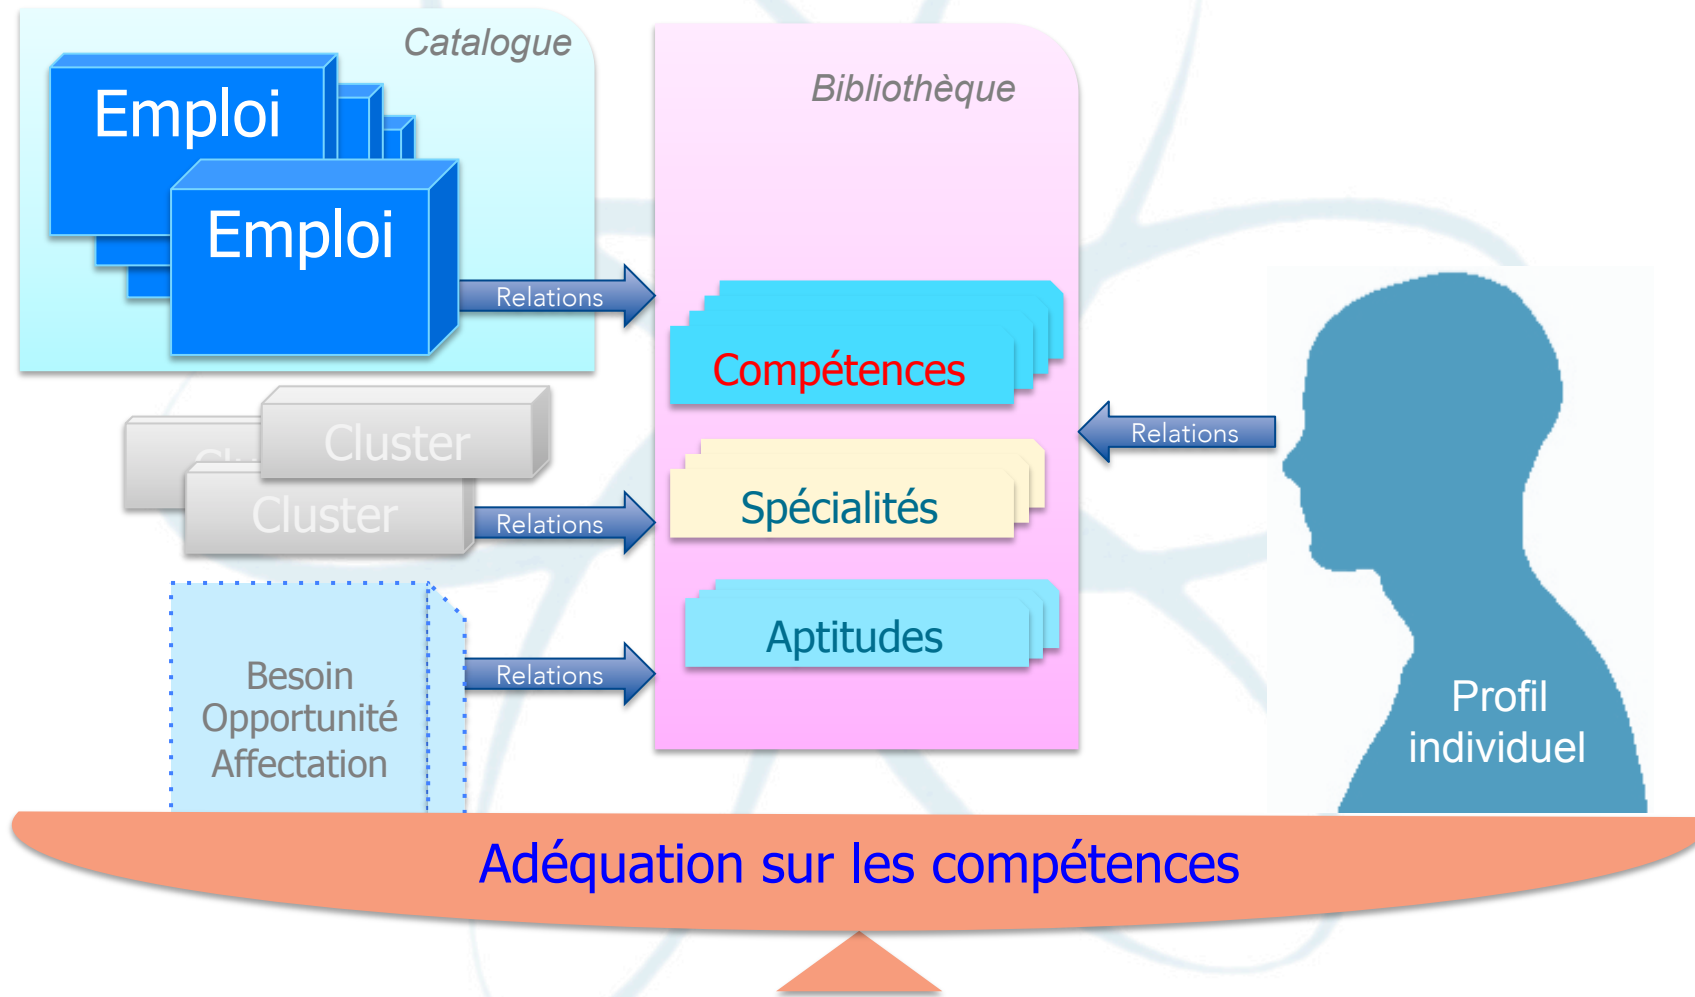 Catalogue
Emploi
Emploi
Relations
Bibliothèque
Compétences
Spécialités
Aptitudes
Cluster
Cluster
Relations
Relations
Besoin
Opportunité
Affectation
Relations
Profil
individuel
Adéquation sur les compétences